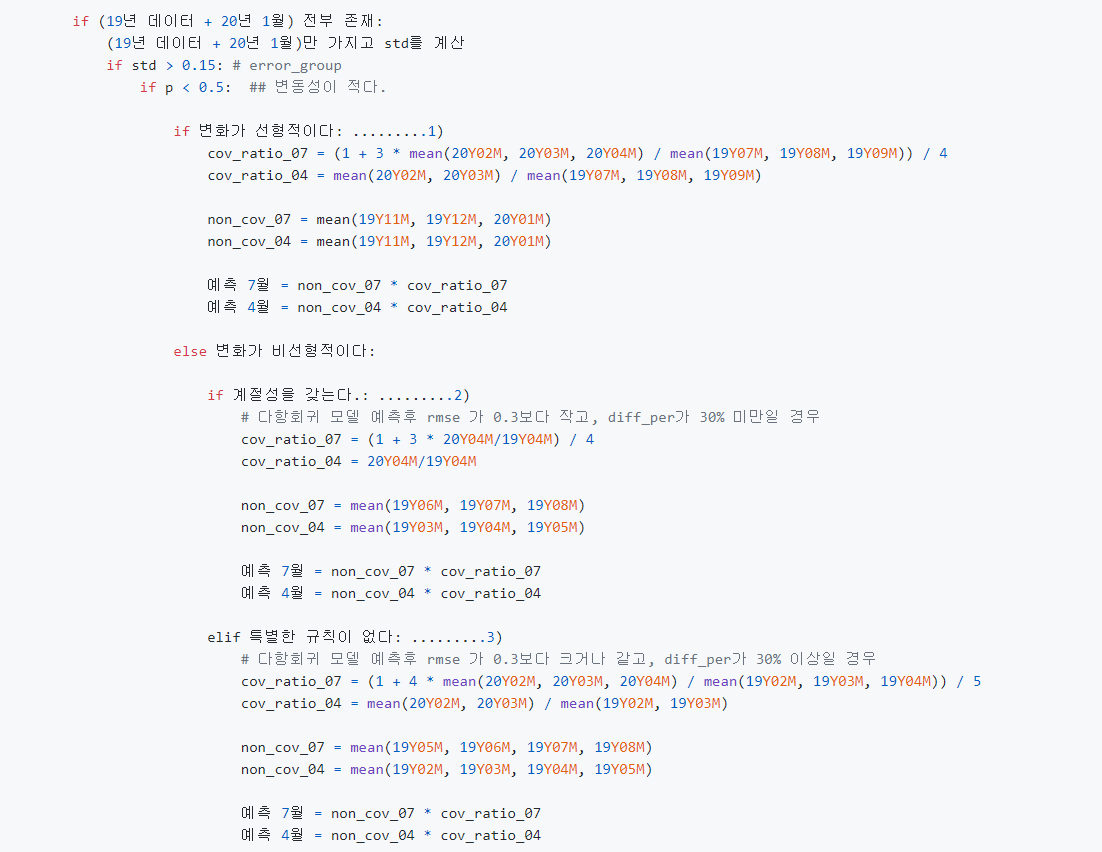 if (19년 데이터 + 20년 1월) 전부 존재:
(19년 데이터 + 20년 1월)만 가지고 std를 계산
if std > 0.15: # error_group
if p < 0.5:  ## 변동성이 적다.
if 변화가 선형적이다: .........1)
cov_ratio_07 = (1 + 3 * mean(20Y02M, 20Y03M, 20Y04M) / mean(19Y07M, 19Y08M, 19Y09M)) / 4
cov_ratio_04 = mean(20Y02M, 20Y03M) / mean(19Y07M, 19Y08M, 19Y09M)
non_cov_07 = mean(19Y11M, 19Y12M, 20Y01M)
non_cov_04 = mean(19Y11M, 19Y12M, 20Y01M)
예측 7월 = non_cov_07 * cov_ratio_07
예측 4월 = non_cov_04 * cov_ratio_04
else 변화가 비선형적이다:
if 계절성을 갖는다.: .........2)
# 다항회귀 모델 예측후 rmse 가 0.3보다 작고, diff_per가 30% 미만일 경우
cov_ratio_07 = (1 + 3 * 20Y04M/19Y04M) / 4
cov_ratio_04 = 20Y04M/19Y04M
non_cov_07 = mean(19Y06M, 19Y07M, 19Y08M)
non_cov_04 = mean(19Y03M, 19Y04M, 19Y05M)
예측 7월 = non_cov_07 * cov_ratio_07
예측 4월 = non_cov_04 * cov_ratio_04
elif 특별한 규칙이 없다: .........3)
# 다항회귀 모델 예측후 rmse 가 0.3보다 크거나 같고, diff_per가 30% 이상일 경우
cov_ratio_07 = (1 + 4 * mean(20Y02M, 20Y03M, 20Y04M) / mean(19Y02M, 19Y03M, 19Y04M)) / 5
cov_ratio_04 = mean(20Y02M, 20Y03M) / mean(19Y02M, 19Y03M)
non_cov_07 = mean(19Y05M, 19Y06M, 19Y07M, 19Y08M)
non_cov_04 = mean(19Y02M, 19Y03M, 19Y04M, 19Y05M)
예측 7월 = non_cov_07 * cov_ratio_07
예측 4월 = non_cov_04 * cov_ratio_04